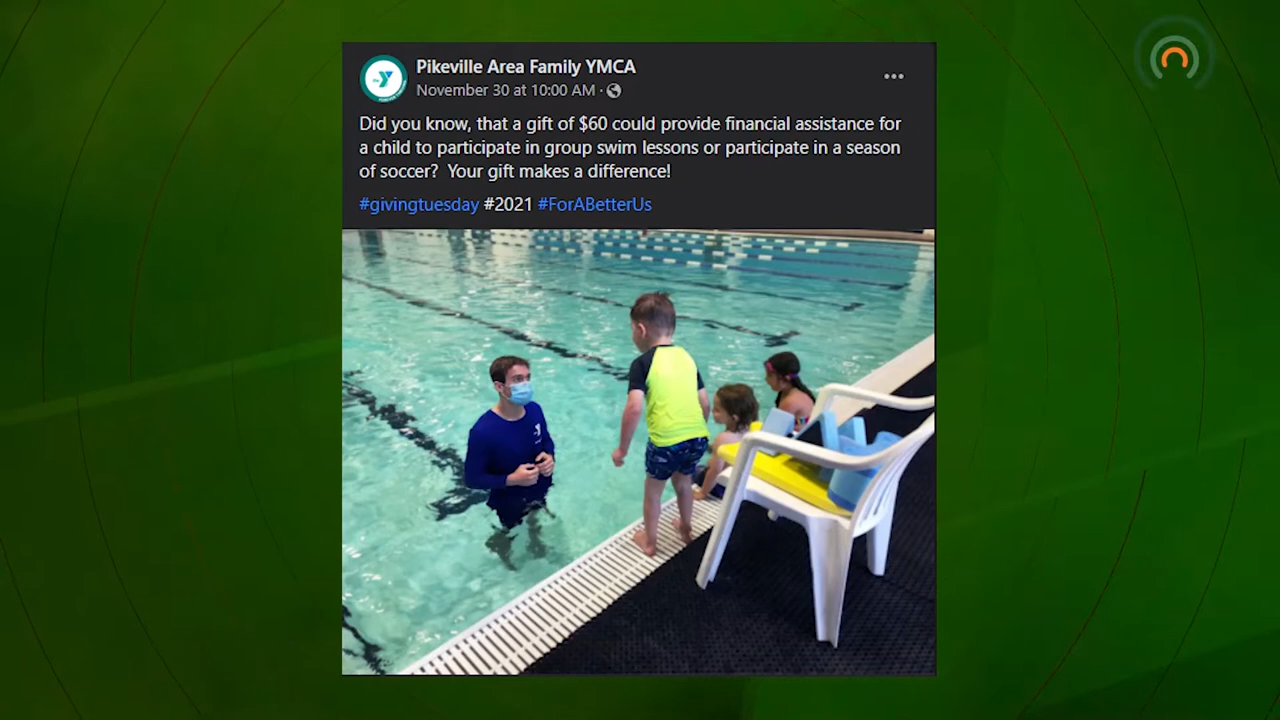 Pikeville Area Family YMCA
November 30 at 10:00 AM ·
Did you know, that a gift of $60 could provide financial assistance for
a child to participate in group swim lessons or participate in a season
of soccer?  Your gift makes a difference!
#givingtuesday #2021 #ForABetterUs